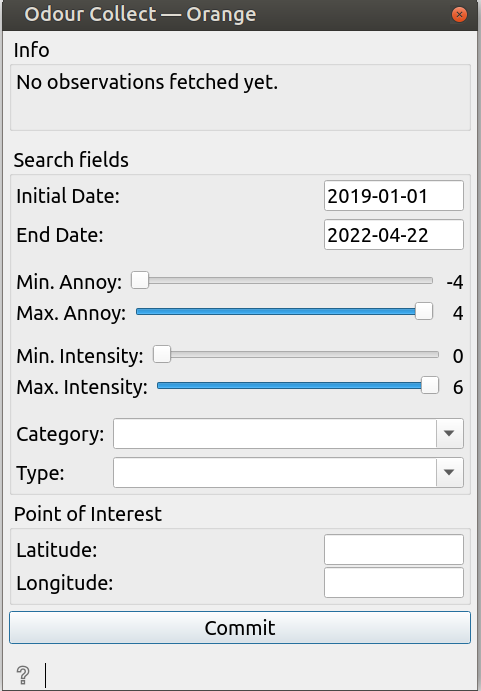 Odour Collect — Orange
Info
No observations fetched yet.
Search fields
Initial Date: 2019-01-01
End Date: 2022-04-22
Min. Annoy: -4
Max. Annoy: 4
Min. Intensity: 0
Max. Intensity: 6
Category:
Type:
Point of Interest
Latitude:
Longitude:
Commit
?